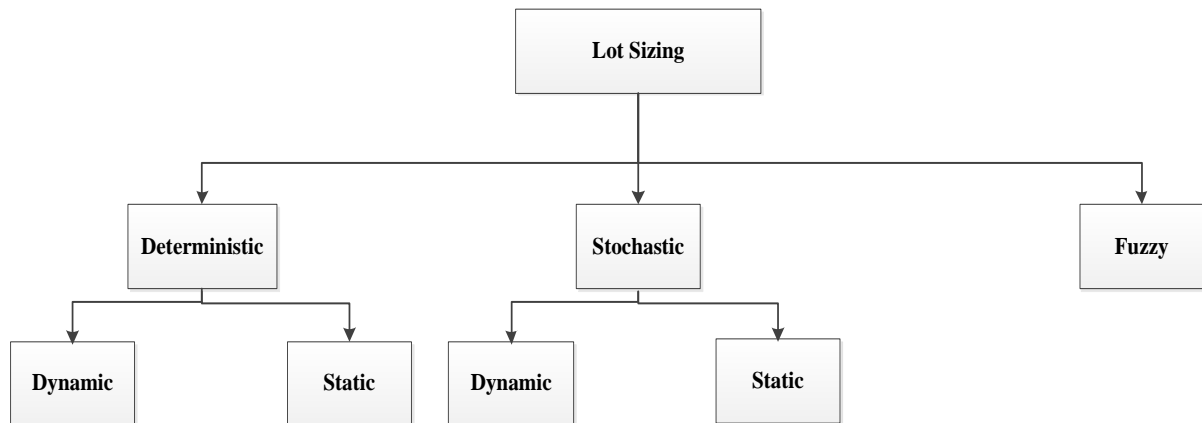 Lot Sizing
Deterministic
Stochastic
Fuzzy
Dynamic
Static
Dynamic
Static